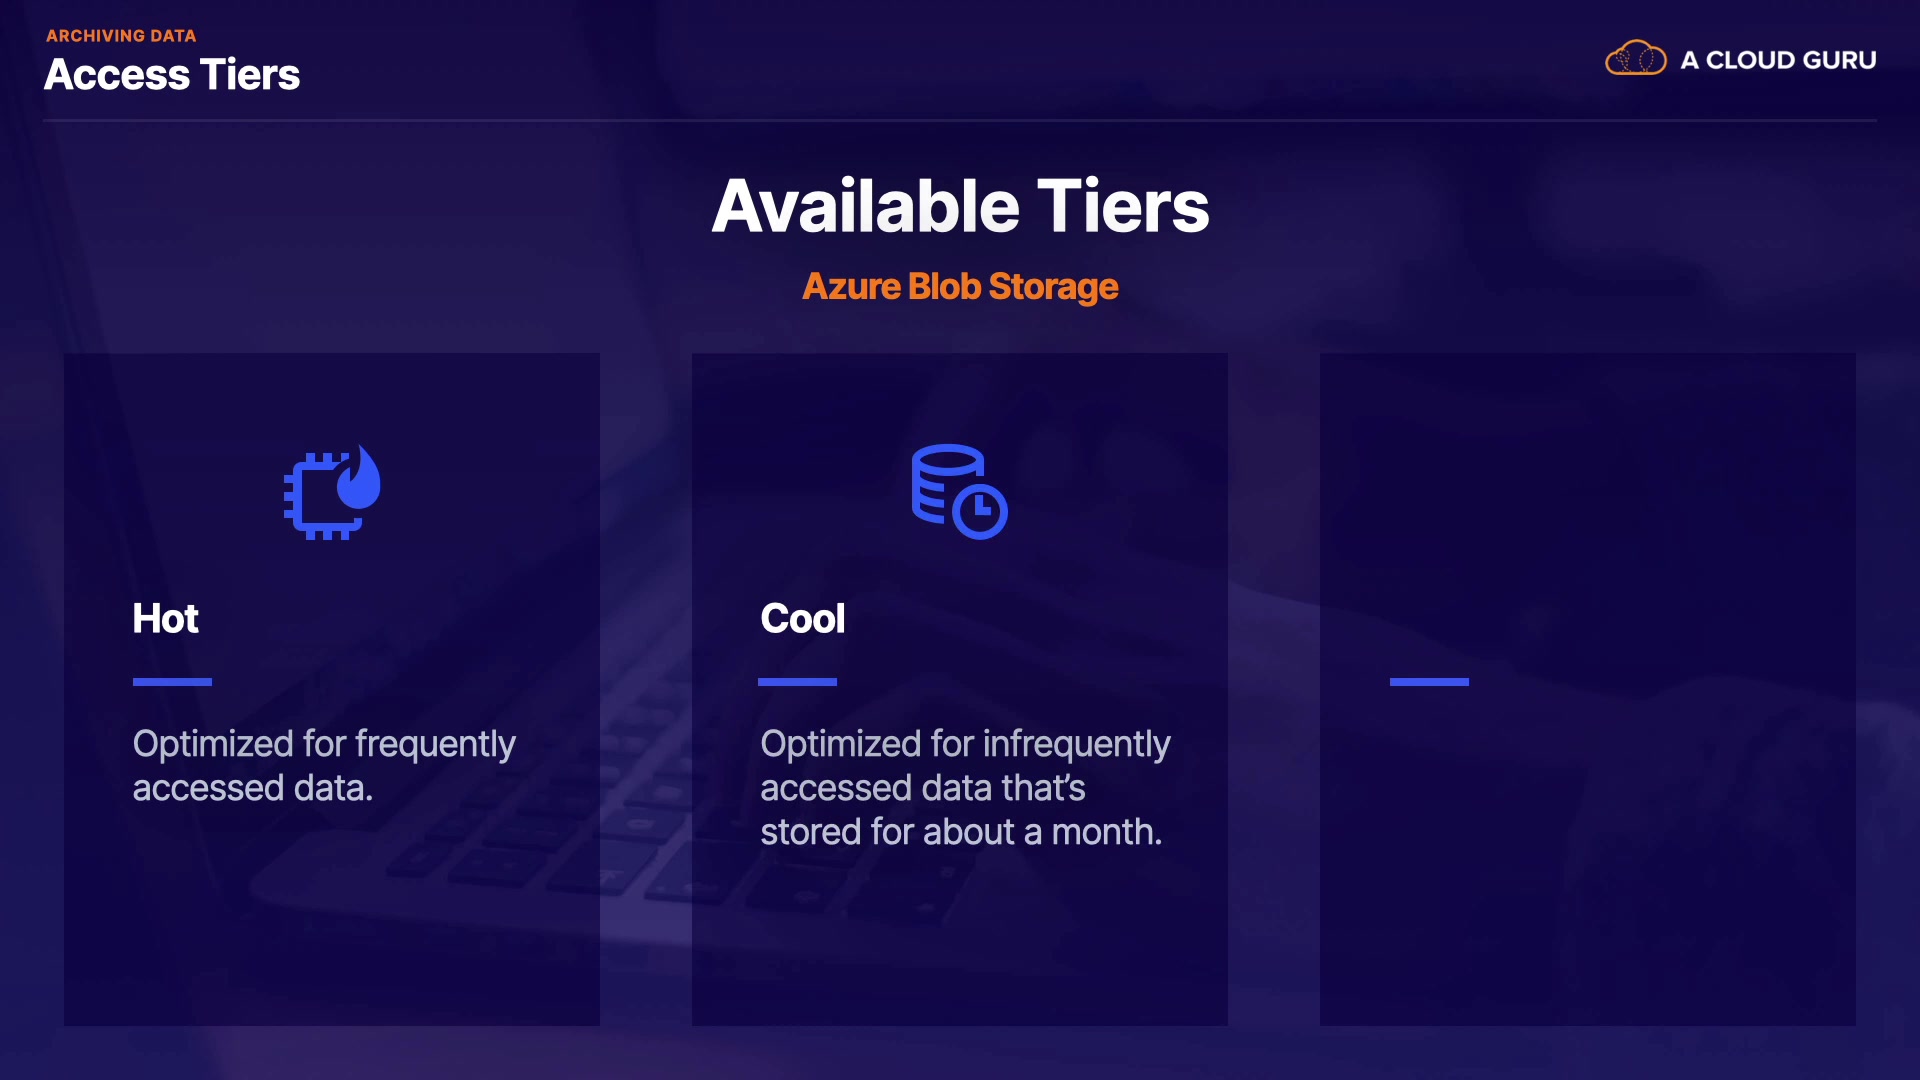 ARCHIVING DATA
Access Tiers
A CLOUD GURU
Available Tiers
Azure Blob Storage
Hot
Optimized for frequently
accessed data.
Cool
Optimized for infrequently
accessed data that's
stored for about a month.